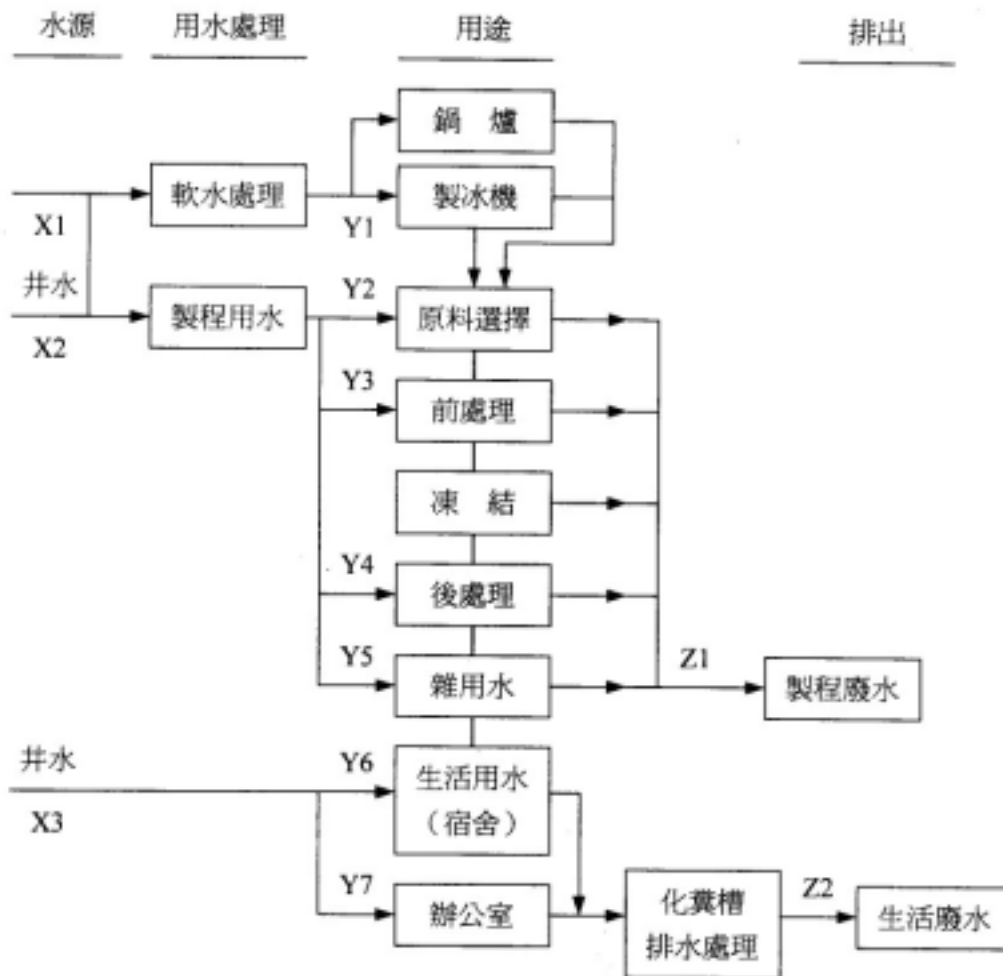 水源 用水處理 用途 排出
鍋 爐
軟水處理
製冰機
X1
Y1
井水
Y2
製程用水
原料選擇
X2
Y3
前處理
凍 結
Y4
後處理
Y5
雜用水
Z1
製程廢水
井水
Y6
生活用水
（宿舍）
X3
Y7
辦公室
化糞槽
排水處理
Z2
生活廢水